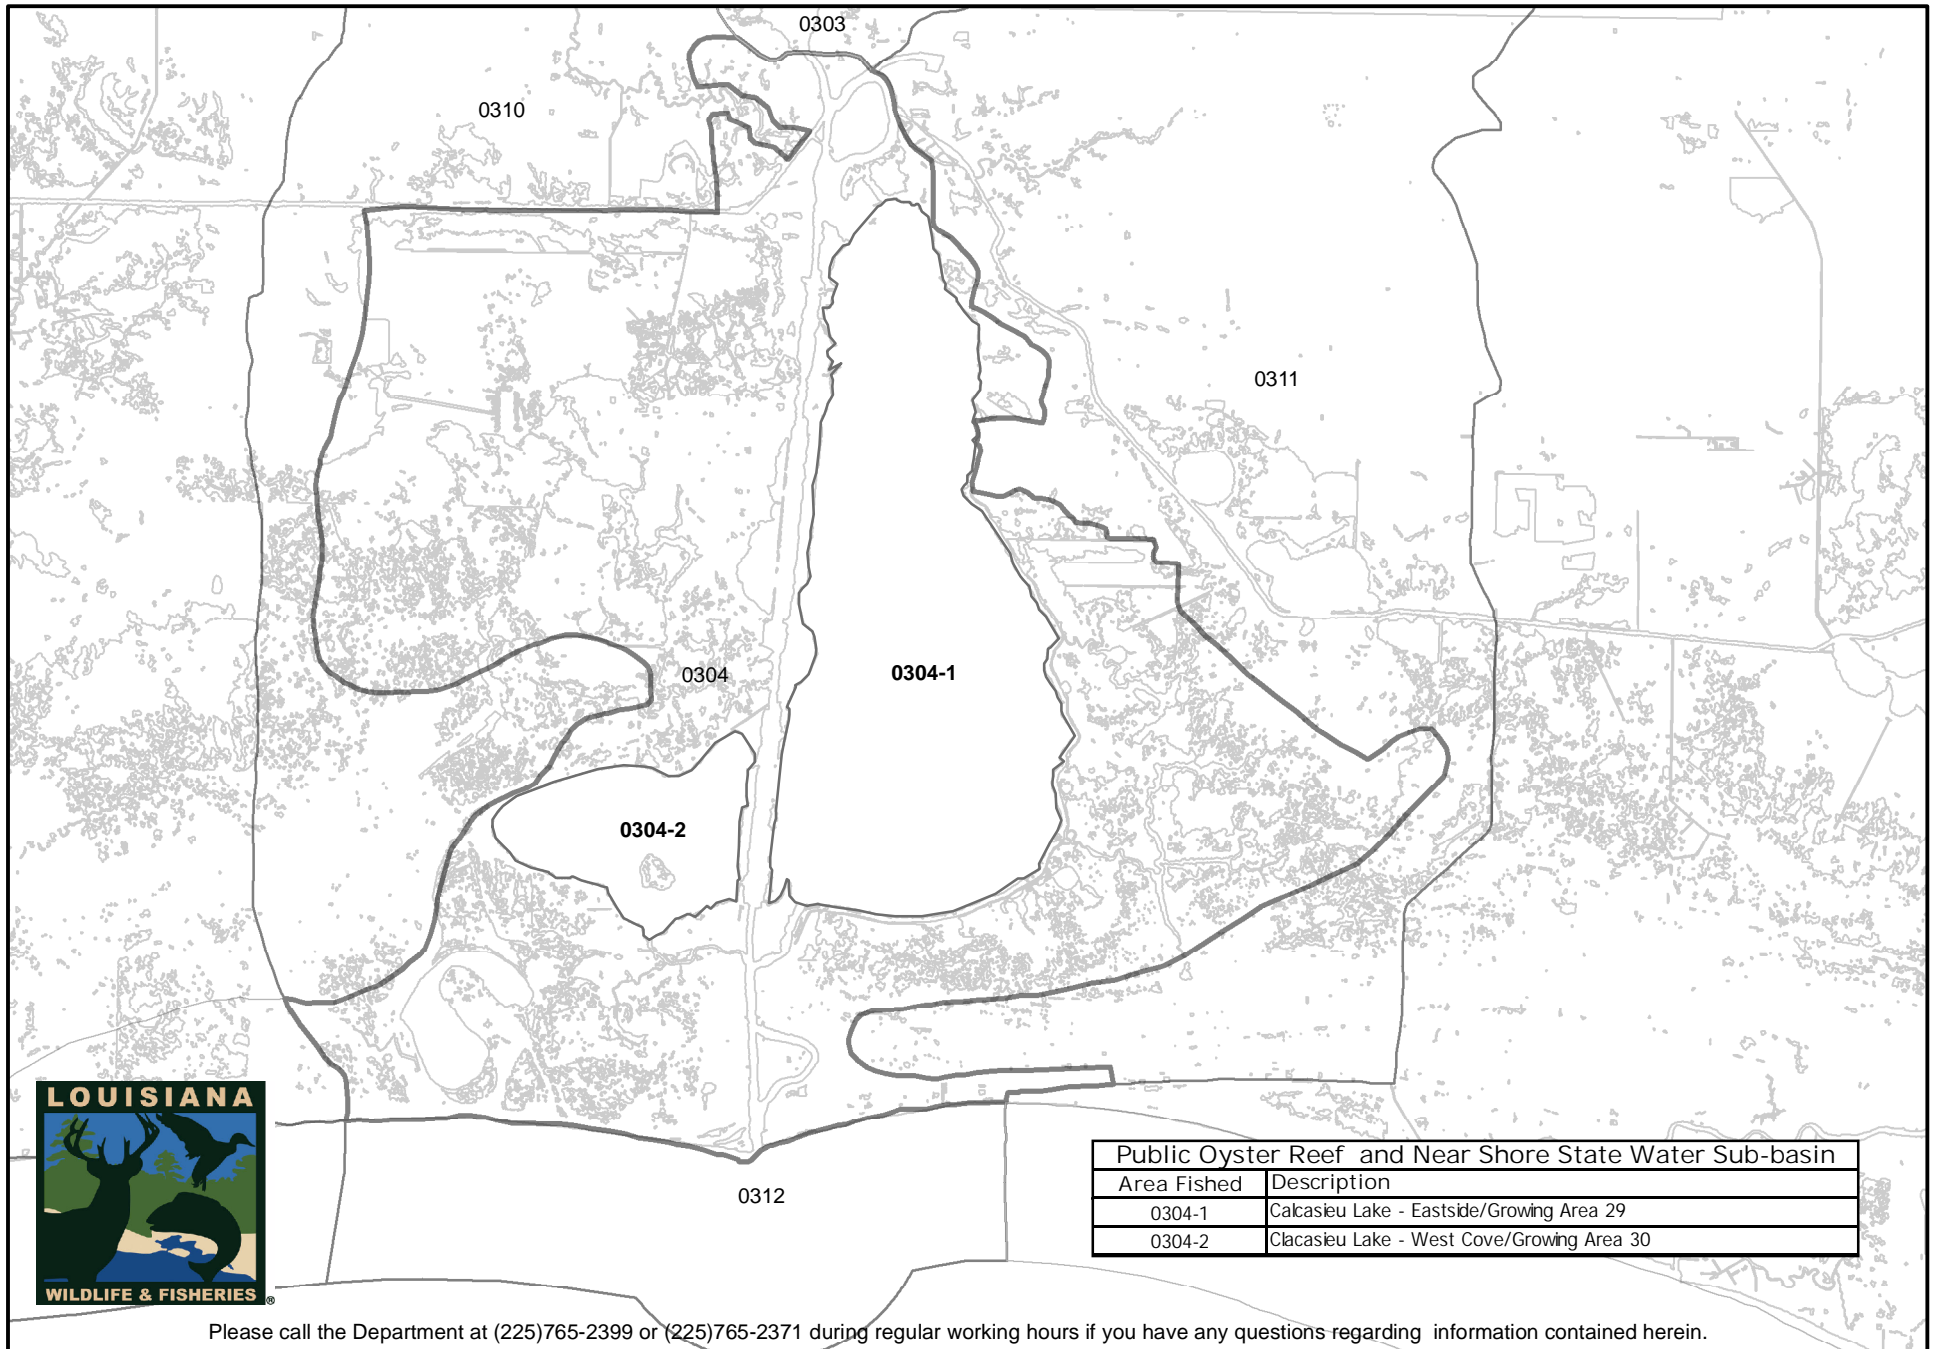 0303
0310
0311
0304
0304-1
0304-2
0312
LOUISIANA
WILDLIFE & FISHERIES ®
Public Oyster Reef and Near Shore State Water Sub-basin
Area Fished Description
0304-1 Calcasieu Lake - Eastside/Growing Area 29
0304-2 Clacasieu Lake - West Cove/Growing Area 30
Please call the Department at (225)765-2399 or (225)765-2371 during regular working hours if you have any questions regarding information contained herein.